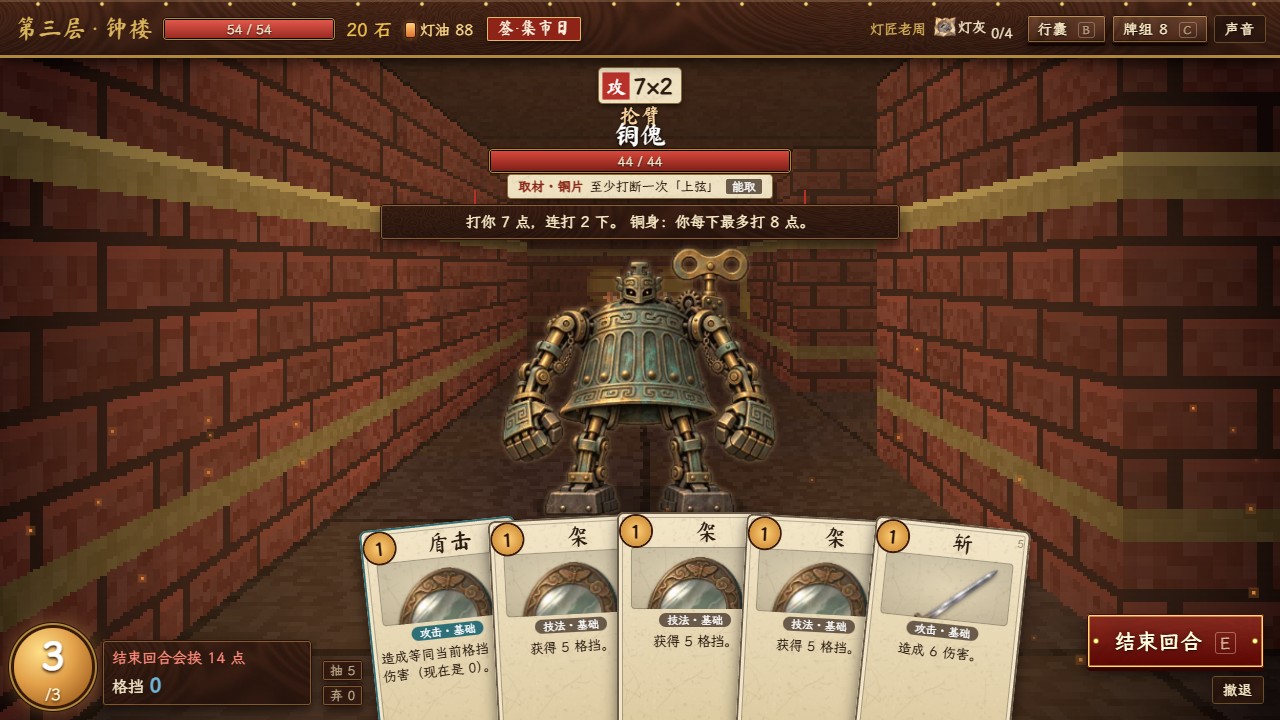 第三层·钟楼
54 / 54
20 石
灯油 88
签·集市日
灯匠老周
灯灰 0/4
行囊 B
牌组 8 C
声音
攻 7×2
抡臂
铜傀
44 / 44
取材·铜片 至少打断一次「上弦」 能取
打你 7 点，连打 2 下。 铜身：你每下最多打 8 点。
1 盾击
攻击·基础
造成等同当前格挡
伤害（现在是 0）。
1 架
技法·基础
获得 5 格挡。
1 架
技法·基础
获得 5 格挡。
1 架
技法·基础
获得 5 格挡。
1 斩 5
攻击·基础
造成 6 伤害。
3
/3
结束回合会挨 14 点
格挡 0
抽 5
弃 0
结束回合 E
撤退